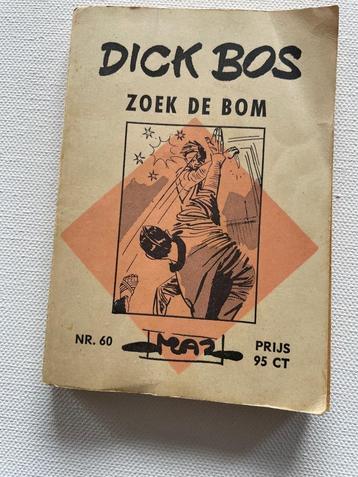 DICK BOS
ZOEK DE BOM
NR. 60
MAZ
PRIJS
95 CT